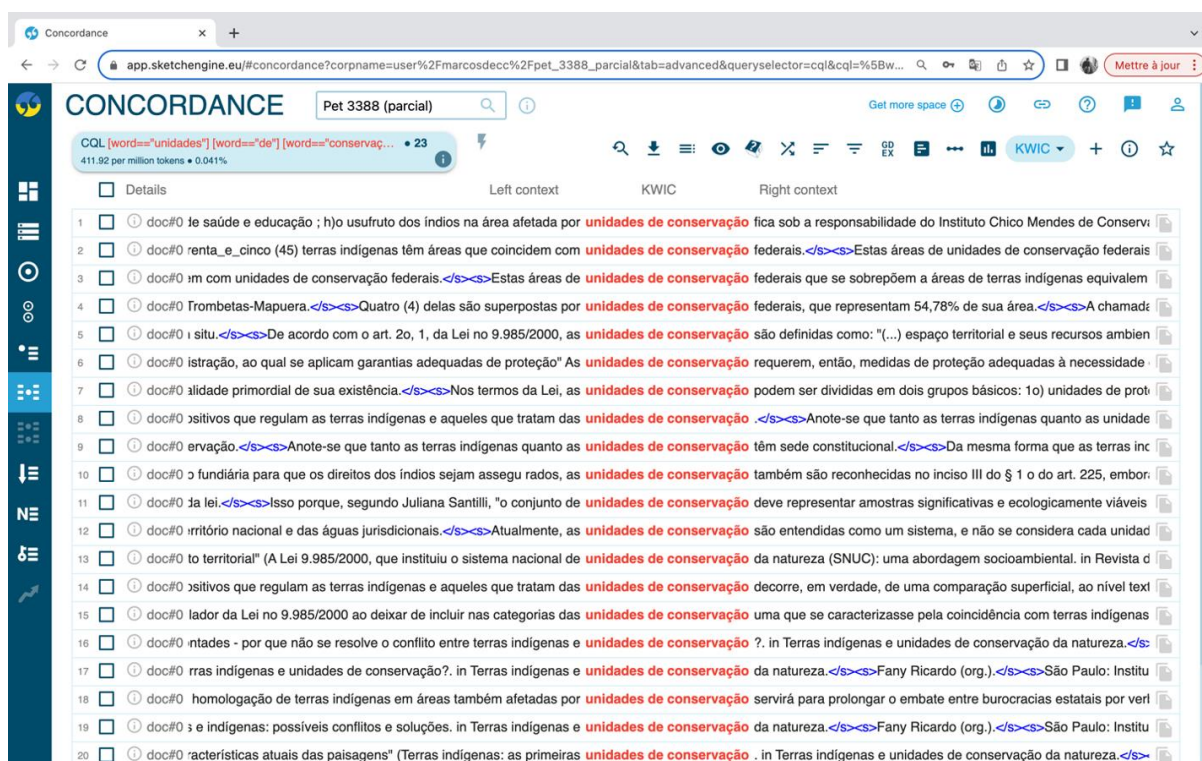 Concordance × +
app.sketchengine.eu/#concordance?corpname=user%2Fmarcosdecc%2Fpet_3388_parcial&tab=advanced&queryselector=cql&cql=%5Bw... Mettre à jour
CONCORDANCE Pet 3388 (parcial) Get more space
CQL [word=="unidades"] [word=="de"] [word=="conservaç... • 23
411.92 per million tokens • 0.041%
GD EX KWIC
Details Left context KWIC Right context
1 doc#0 de saúde e educação ; h)o usufruto dos índios na área afetada por unidades de conservação fica sob a responsabilidade do Instituto Chico Mendes de Conserva
2 doc#0 renta_e_cinco (45) terras indígenas têm áreas que coincidem com unidades de conservação federais.</s><s>Estas áreas de unidades de conservação federais
3 doc#0 em com unidades de conservação federais.</s><s>Estas áreas de unidades de conservação federais que se sobrepõem a áreas de terras indígenas equivalem
4 doc#0 Trombetas-Mapuera.</s><s>Quatro (4) delas são superpostas por unidades de conservação federais, que representam 54,78% de sua área.</s><s>A chamada
5 doc#0 situ.</s><s>De acordo com o art. 2o, 1, da Lei no 9.985/2000, as unidades de conservação são definidas como: "(...) espaço territorial e seus recursos ambien
6 doc#0 istração, ao qual se aplicam garantias adequadas de proteção" As unidades de conservação requerem, então, medidas de proteção adequadas à necessidade
7 doc#0 alidade primordial de sua existência.</s><s>Nos termos da Lei, as unidades de conservação podem ser divididas em dois grupos básicos: 1o) unidades de prot
8 doc#0 ositivos que regulam as terras indígenas e aqueles que tratam das unidades de conservação .</s><s>Anote-se que tanto as terras indígenas quanto as unidade
9 doc#0 ervação.</s><s>Anote-se que tanto as terras indígenas quanto as unidades de conservação têm sede constitucional.</s><s>Da mesma forma que as terras inc
10 doc#0 o fundiária para que os direitos dos índios sejam assegu rados, as unidades de conservação também são reconhecidas no inciso III do § 1 o do art. 225, embor
11 doc#0 da lei.</s><s>Isso porque, segundo Juliana Santilli, "o conjunto de unidades de conservação deve representar amostras significativas e ecologicamente viáveis
12 doc#0 erritório nacional e das águas jurisdicionais.</s><s>Atualmente, as unidades de conservação são entendidas como um sistema, e não se considera cada unidad
13 doc#0 to territorial" (A Lei 9.985/2000, que instituiu o sistema nacional de unidades de conservação da natureza (SNUC): uma abordagem socioambiental. in Revista d
14 doc#0 ositivos que regulam as terras indígenas e aqueles que tratam das unidades de conservação decorre, em verdade, de uma comparação superficial, ao nível text
15 doc#0 lador da Lei no 9.985/2000 ao deixar de incluir nas categorias das unidades de conservação uma que se caracterizasse pela coincidência com terras indígenas
16 doc#0 ntades - por que não se resolve o conflito entre terras indígenas e unidades de conservação ?. in Terras indígenas e unidades de conservação da natureza.</s>
17 doc#0 rras indígenas e unidades de conservação?. in Terras indígenas e unidades de conservação da natureza.</s><s>Fany Ricardo (org.).</s><s>São Paulo: Institu
18 doc#0 homologação de terras indígenas em áreas também afetadas por unidades de conservação servirá para prolongar o embate entre burocracias estatais por verl
19 doc#0 s e indígenas: possíveis conflitos e soluções. in Terras indígenas e unidades de conservação da natureza.</s><s>Fany Ricardo (org.).</s><s>São Paulo: Institu
20 doc#0 racterísticas atuais das paisagens" (Terras indígenas: as primeiras unidades de conservação . in Terras indígenas e unidades de conservação da natureza.</s>